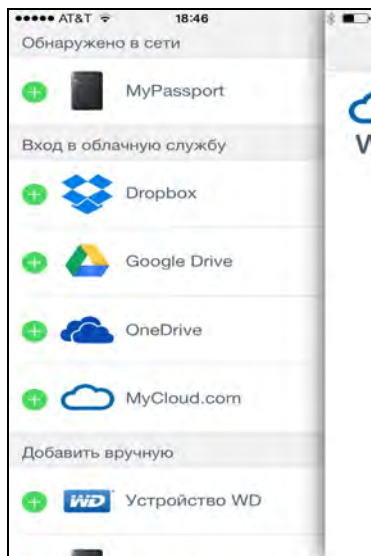 AT&T 18:46
Обнаружено в сети
MyPassport
Вход в облачную службу
Dropbox
Google Drive
OneDrive
MyCloud.com
Добавить вручную
WD Устройство WD